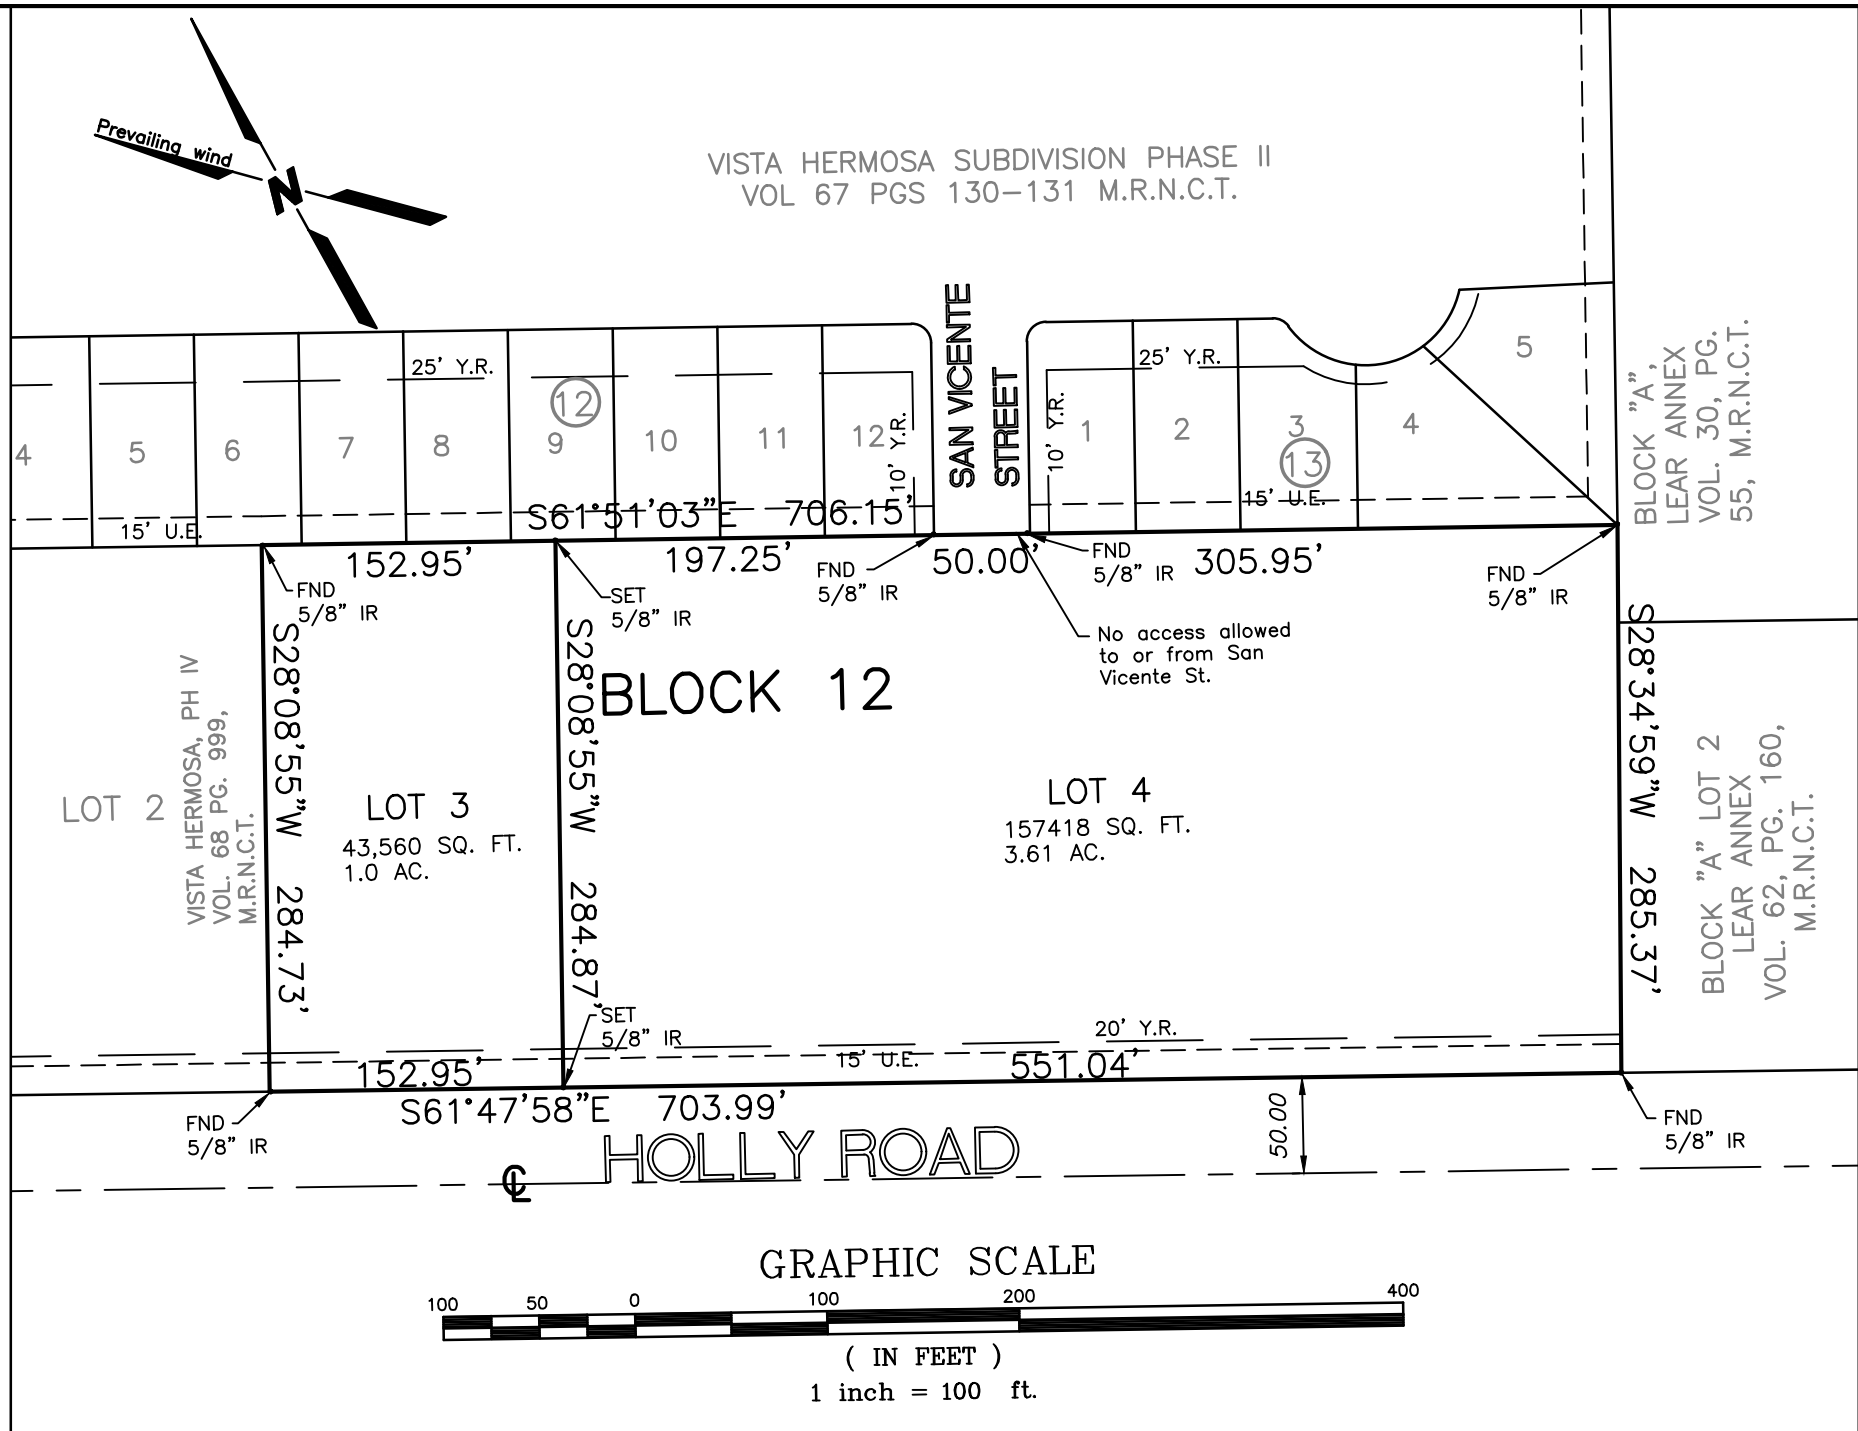 Prevailing wind
N
VISTA HERMOSA SUBDIVISION PHASE II
VOL 67 PGS 130-131 M.R.N.C.T.
SAN VICENTE
STREET
25' Y.R.
12
4
5
6
7
8
9
10
11
12
10' Y.R.
15' U.E.
25' Y.R.
10' Y.R.
1
2
3
13
4
5
15' U.E.
BLOCK "A",
LEAR ANNEX
VOL. 30, PG.
55, M.R.N.C.T.
S61°51'03"E 706.15'
152.95'
197.25'
50.00'
305.95'
FND
5/8" IR
SET
5/8" IR
FND
5/8" IR
FND
5/8" IR
FND
5/8" IR
No access allowed
to or from San
Vicente St.
BLOCK 12
LOT 2
VISTA HERMOSA, PH IV
VOL. 68 PG. 999,
M.R.N.C.T.
S28°08'55"W 284.73'
LOT 3
43,560 SQ. FT.
1.0 AC.
S28°08'55"W 284.87'
LOT 4
157418 SQ. FT.
3.61 AC.
S28°34'59"W 285.37'
BLOCK "A" LOT 2
LEAR ANNEX
VOL. 62, PG. 160,
M.R.N.C.T.
SET
5/8" IR
20' Y.R.
15' U.E.
152.95'
551.04'
S61°47'58"E 703.99'
FND
5/8" IR
50.00
FND
5/8" IR
HOLLY ROAD
CL
GRAPHIC SCALE
100 50 0 100 200 400
( IN FEET )
1 inch = 100 ft.